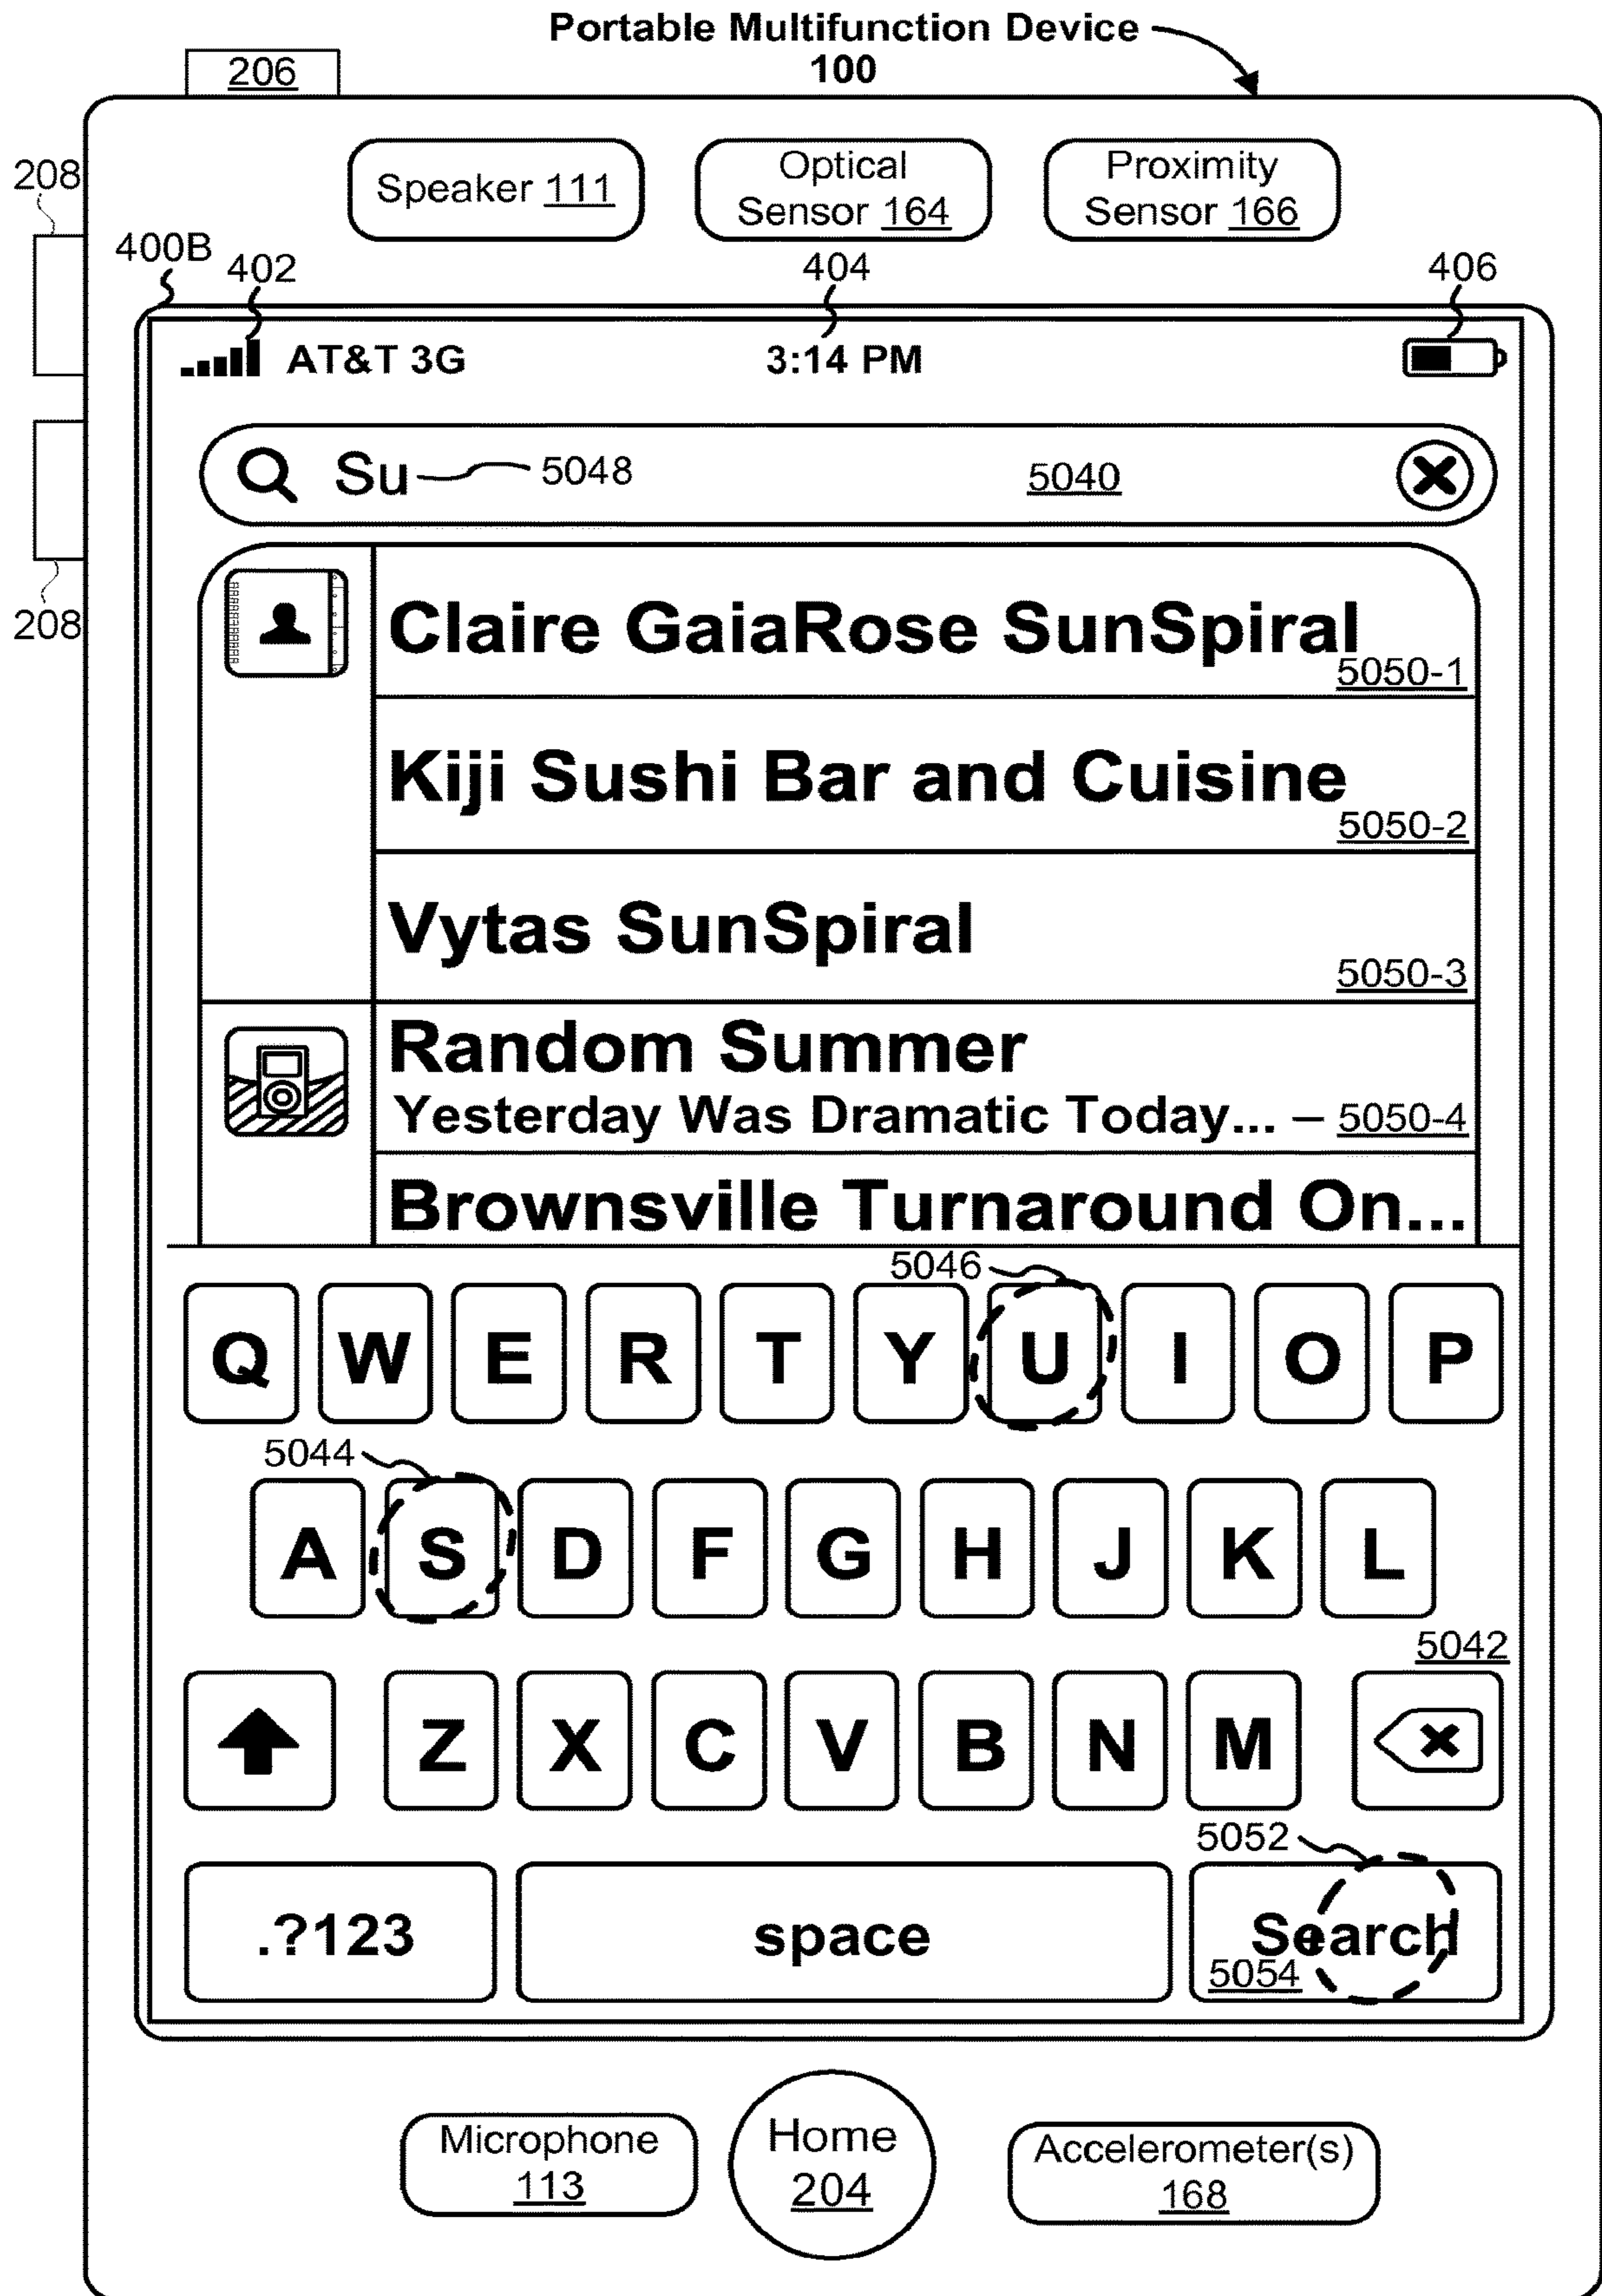 Portable Multifunction Device
100
206
208
Speaker 111
Optical
Sensor 164
Proximity
Sensor 166
400B
402
404
406
AT&T 3G
3:14 PM
Su
5048
5040
208
Claire GaiaRose SunSpiral
5050-1
Kiji Sushi Bar and Cuisine
5050-2
Vytas SunSpiral
5050-3
Random Summer
Yesterday Was Dramatic Today... – 5050-4
Brownsville Turnaround On...
5046
Q W E R T Y U I O P
5044
A S D F G H J K L
5042
Z X C V B N M
5052
.?123
space
Search
5054
Microphone
113
Home
204
Accelerometer(s)
168